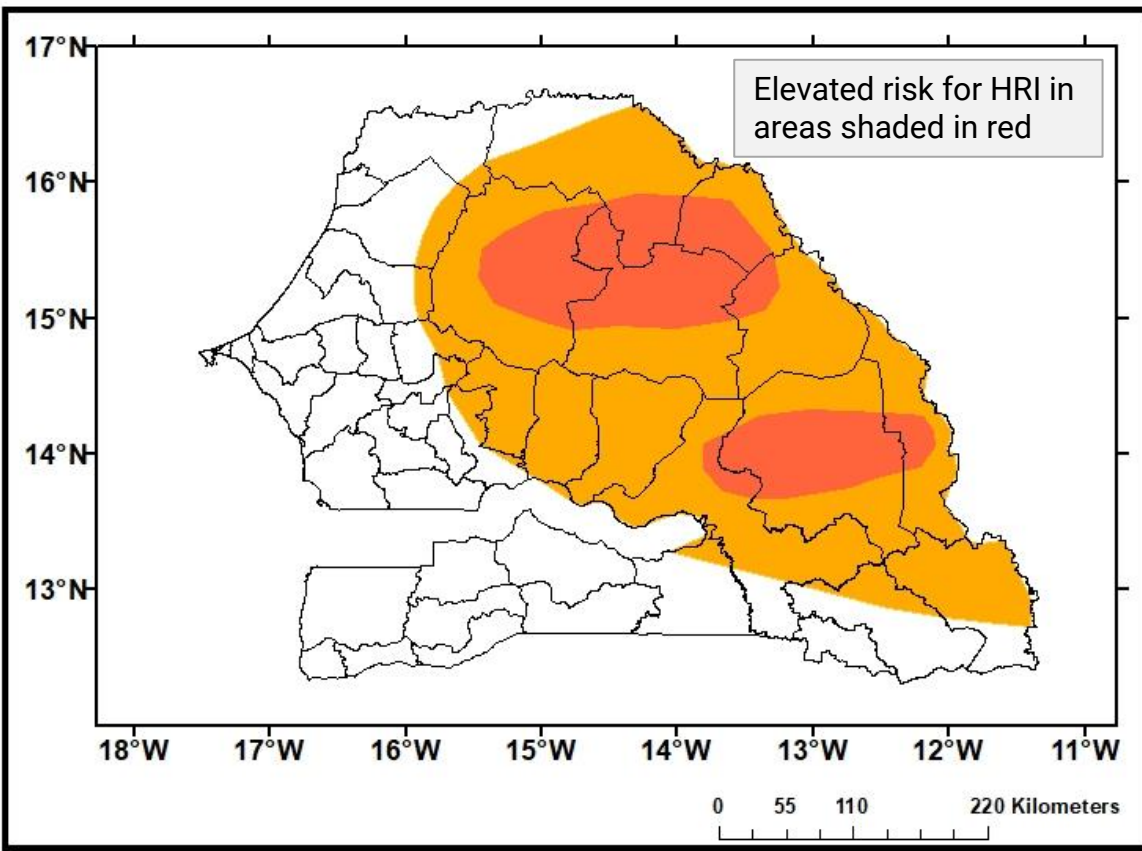 17°N
Elevated risk for HRI in
areas shaded in red
16°N
15°N
14°N
13°N
18°W 17°W 16°W 15°W 14°W 13°W 12°W 11°W
0 55 110 220 Kilometers